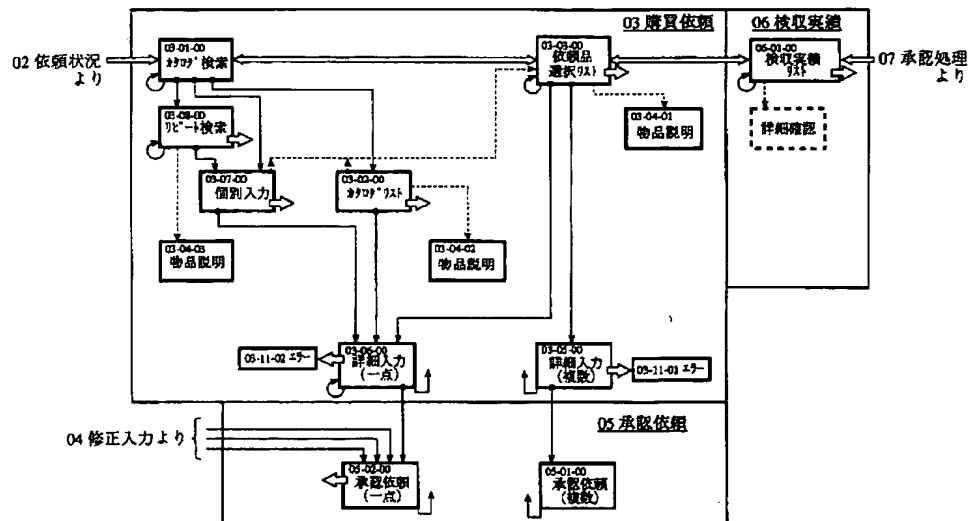 03 購買依頼
06 検収実績
02 依頼状況
より
03-01-00
ｶﾀﾛｸﾞ検索
03-03-00
依頼品
選択ﾘｽﾄ
06-01-00
検収実績
ﾘｽﾄ
07 承認処理
より
03-08-00
ﾘﾋﾟｰﾄ検索
03-04-01
物品説明
詳細確認
03-07-00
個別入力
03-02-00
ｶﾀﾛｸﾞﾘｽﾄ
03-04-03
物品説明
03-04-02
物品説明
03-11-02 ｴﾗｰ
03-06-00
詳細入力
(一点)
03-05-00
詳細入力
(複数)
03-11-01 ｴﾗｰ
05 承認依頼
04 修正入力より
05-02-00
承認依頼
(一点)
05-01-00
承認依頼
(複数)